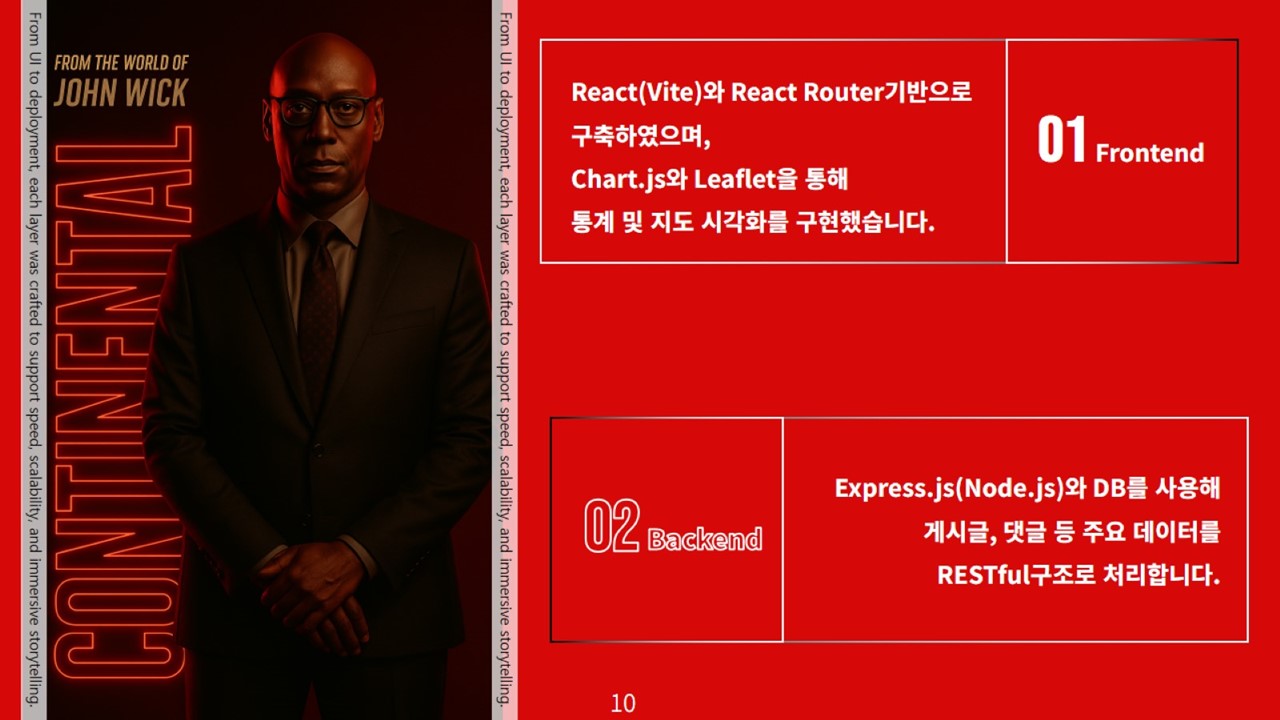 From UI to deployment, each layer was crafted to support speed, scalability, and immersive storytelling.
FROM THE WORLD OF
JOHN WICK
CONTINENTAL
From UI to deployment, each layer was crafted to support speed, scalability, and immersive storytelling.
React(Vite)와 React Router기반으로
구축하였으며,
Chart.js와 Leaflet을 통해
통계 및 지도 시각화를 구현했습니다.
01 Frontend
02 Backend
Express.js(Node.js)와 DB를 사용해
게시글, 댓글 등 주요 데이터를
RESTful구조로 처리합니다.
10